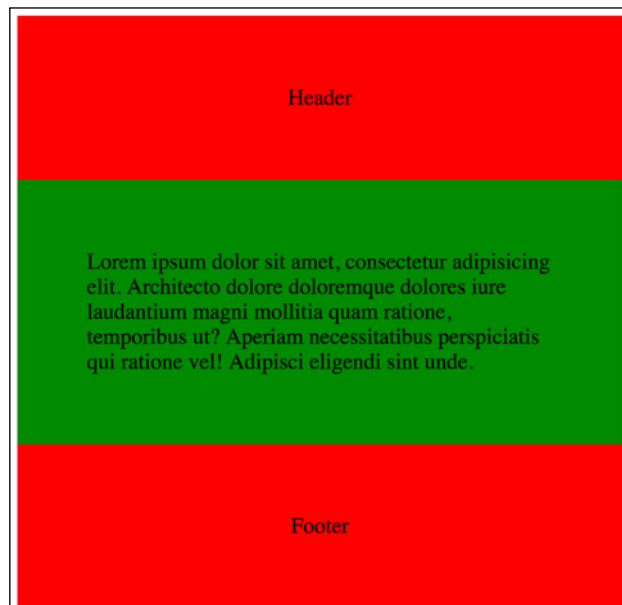 Header
Lorem ipsum dolor sit amet, consectetur adipisicing
elit. Architecto dolore doloremque dolores iure
laudantium magni mollitia quam ratione,
temporibus ut? Aperiam necessitatibus perspiciatis
qui ratione vel! Adipisci eligendi sint unde.
Footer